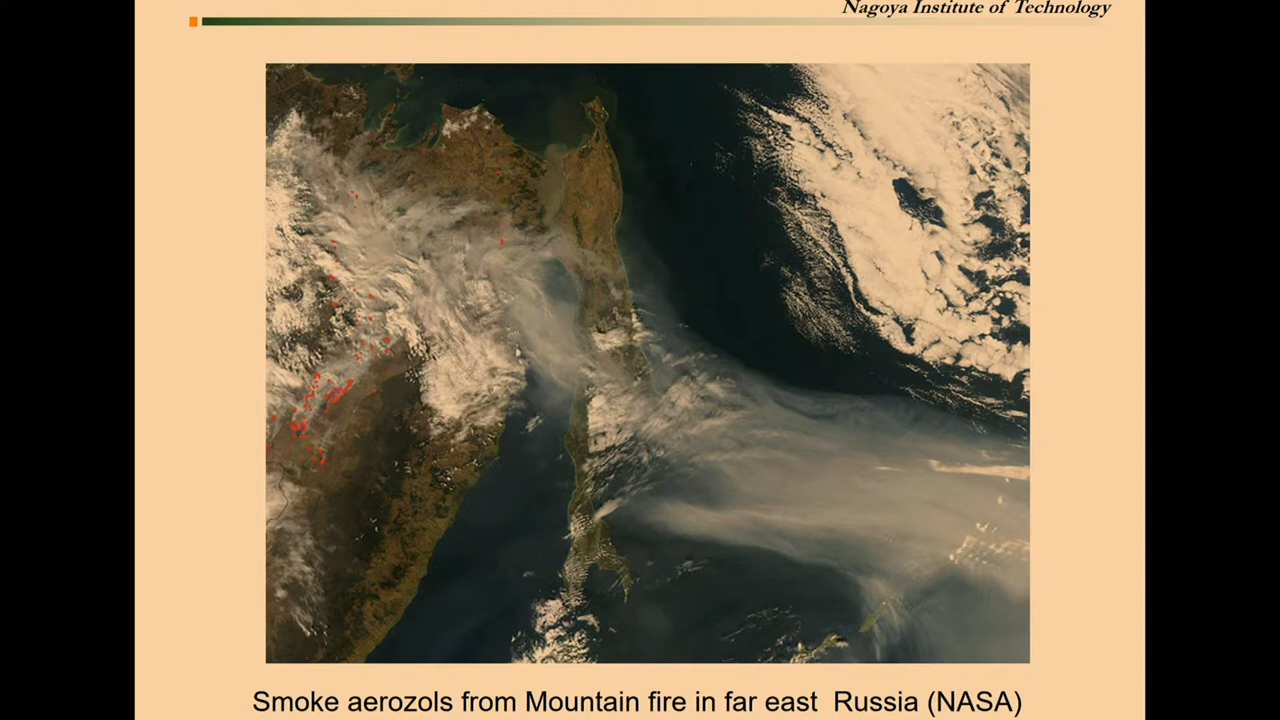 Nagoya Institute of Technology
Smoke aerozols from Mountain fire in far east Russia (NASA)